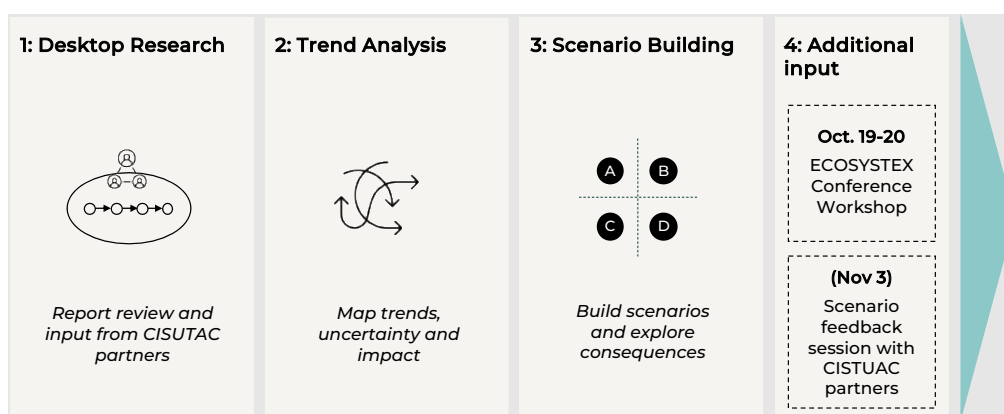 1: Desktop Research
Report review and
input from CISUTAC
partners
2: Trend Analysis
Map trends,
uncertainty and
impact
3: Scenario Building
A
B
C
D
Build scenarios
and explore
consequences
4: Additional
input
Oct. 19-20
ECOSYSTEX
Conference
Workshop
(Nov 3)
Scenario
feedback
session with
CISTUAC
partners